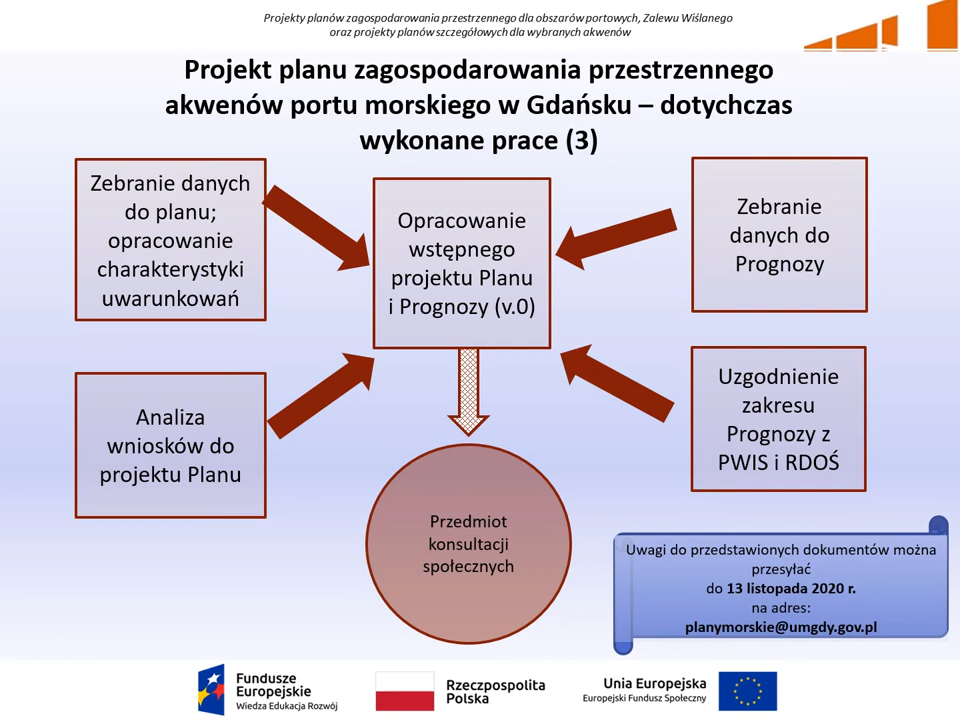 Projekty planów zagospodarowania przestrzennego dla obszarów portowych, Zalewu Wiślanego
oraz projekty planów szczegółowych dla wybranych akwenów
Projekt planu zagospodarowania przestrzennego
akwenów portu morskiego w Gdańsku – dotychczas
wykonane prace (3)
Zebranie danych
do planu;
opracowanie
charakterystyki
uwarunkowań
Opracowanie
wstępnego
projektu Planu
i Prognozy (v.0)
Zebranie
danych do
Prognozy
Analiza
wniosków do
projektu Planu
Uzgodnienie
zakresu
Prognozy z
PWIS i RDOŚ
Przedmiot
konsultacji
społecznych
Uwagi do przedstawionych dokumentów można
przesyłać
do 13 listopada 2020 r.
na adres:
planymorskie@umgdy.gov.pl
Fundusze
Europejskie
Wiedza Edukacja Rozwój
Rzeczpospolita
Polska
Unia Europejska
Europejski Fundusz Społeczny